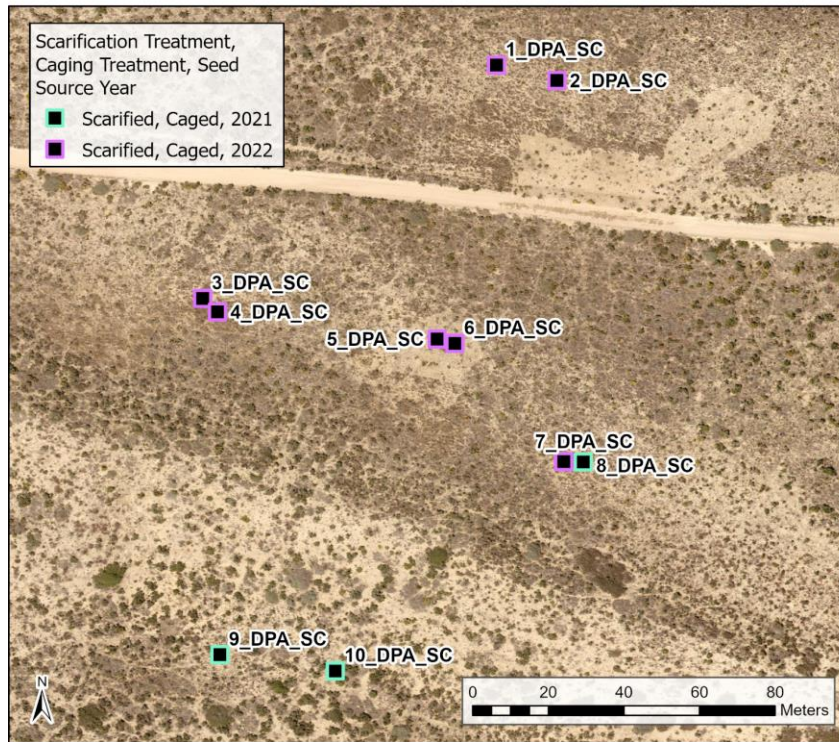 Scarification Treatment,
Caging Treatment, Seed
Source Year
Scarified, Caged, 2021
Scarified, Caged, 2022
1_DPA_SC
2_DPA_SC
3_DPA_SC
4_DPA_SC
5_DPA_SC
6_DPA_SC
7_DPA_SC
8_DPA_SC
9_DPA_SC
10_DPA_SC
N
0 20 40 60 80
Meters